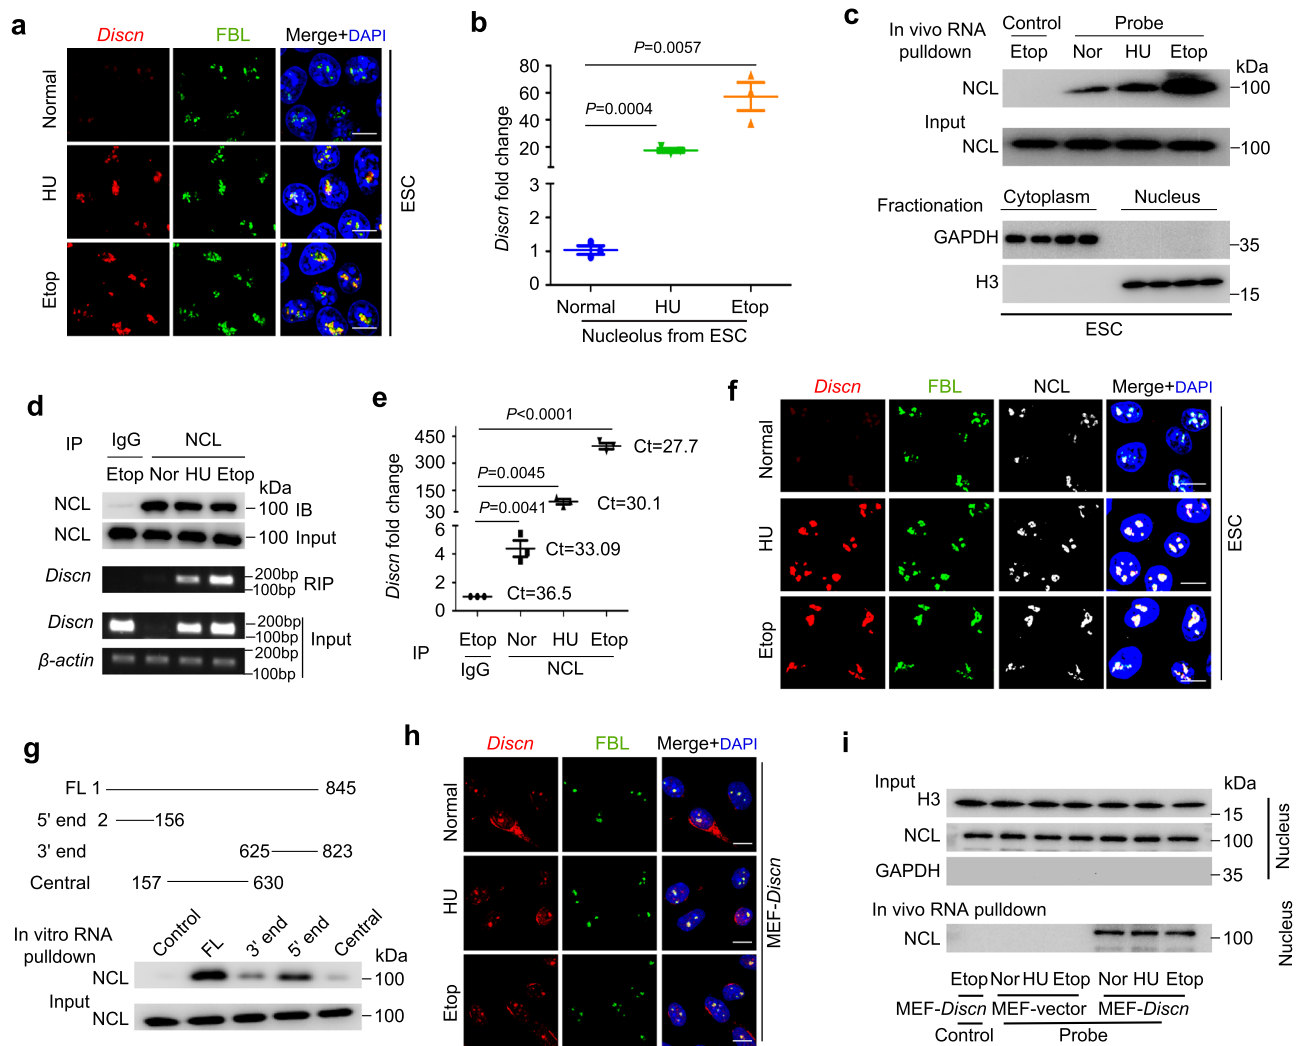 a
Discn FBL Merge+DAPI
Normal
HU
Etop
ESC
b
P=0.0057
P=0.0004
Discn fold change
80
60
40
20
3
2
1
0
Normal HU Etop
Nucleolus from ESC
c
In vivo RNA pulldown
Control Probe
Etop Nor HU Etop
kDa
NCL 100
Input
NCL 100
Fractionation Cytoplasm Nucleus
GAPDH 35
H3 15
ESC
d
IP IgG NCL
Etop Nor HU Etop
kDa
NCL 100 IB
NCL 100 Input
Discn 200bp RIP
100bp
Discn 200bp
100bp Input
β-actin 200bp
100bp
e
P<0.0001
P=0.0045
P=0.0041
Discn fold change
450
300
150
30
6
4
2
1
0
Ct=27.7
Ct=30.1
Ct=33.09
Ct=36.5
Etop Nor HU Etop
IP IgG NCL
f
Discn FBL NCL Merge+DAPI
Normal
HU
Etop
ESC
g
FL 1 845
5' end 2 156
3' end 625 823
Central 157 630
In vitro RNA pulldown
Control FL 3' end 5' end Central
kDa
NCL 100
Input
NCL 100
h
Discn FBL Merge+DAPI
Normal
HU
Etop
MEF-Discn
i
Input kDa
H3 15
NCL 100
GAPDH 35
Nucleus
In vivo RNA pulldown
NCL 100
Nucleus
Etop Nor HU Etop Nor HU Etop
MEF-Discn MEF-vector MEF-Discn
Control Probe